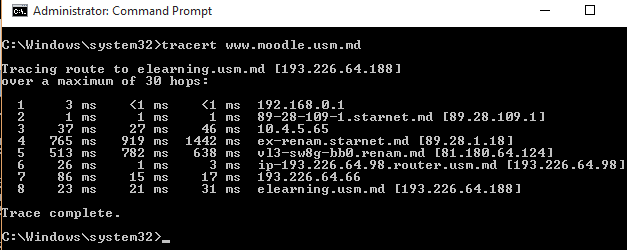 Administrator: Command Prompt
C:\Windows\system32>tracert www.moodle.usm.md
Tracing route to elearning.usm.md [193.226.64.188]
over a maximum of 30 hops:
1 3 ms <1 ms <1 ms 192.168.0.1
2 1 ms 1 ms 1 ms 89-28-109-1.starnet.md [89.28.109.1]
3 37 ms 27 ms 46 ms 10.4.5.65
4 765 ms 919 ms 1442 ms ex-renam.starnet.md [89.28.1.18]
5 513 ms 782 ms 638 ms vl3-sw8g-bb0.renam.md [81.180.64.124]
6 26 ms 1 ms 3 ms ip-193.226.64.98.router.usm.md [193.226.64.98]
7 86 ms 15 ms 17 ms 193.226.64.66
8 23 ms 21 ms 31 ms elearning.usm.md [193.226.64.188]
Trace complete.
C:\Windows\system32>_